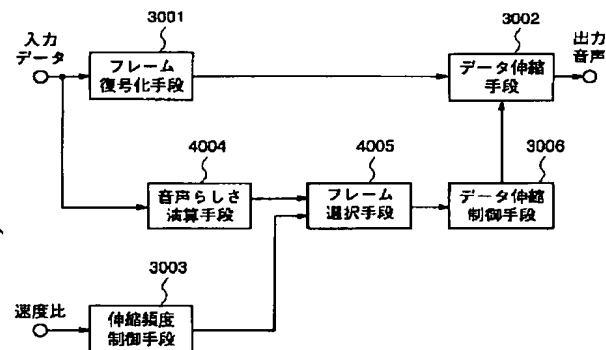 3001
3002
入力
データ
フレーム
復号化手段
データ伸縮
手段
出力
音声
4004
4005
3006
音声らしさ
演算手段
フレーム
選択手段
データ伸縮
制御手段
3003
速度比
伸縮頻度
制御手段